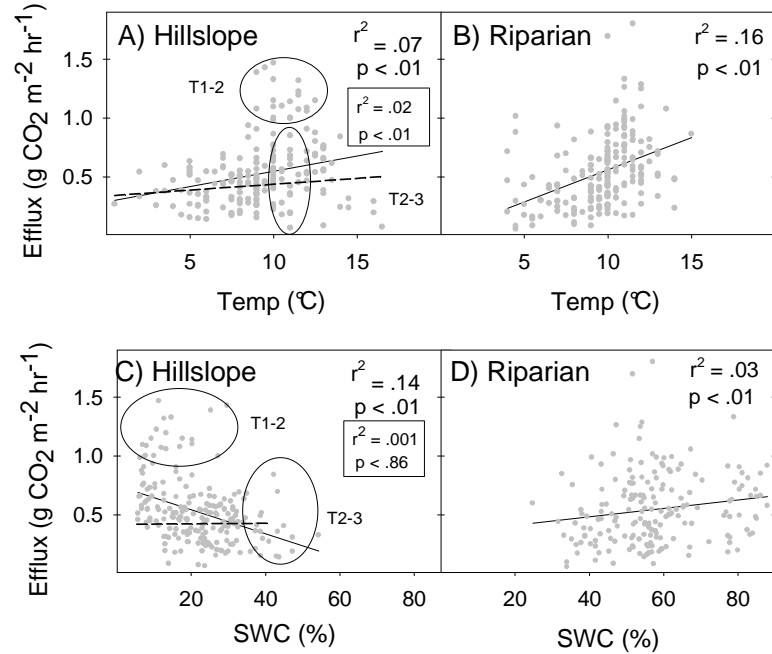 A) Hillslope
r² = .07
p < .01
T1-2
r² = .02
p < .01
T2-3
B) Riparian
r² = .16
p < .01
Efflux (g CO₂ m⁻² hr⁻¹)
1.5
1.0
0.5
5 10 15
5 10 15
Temp (°C)
Temp (°C)
C) Hillslope
r² = .14
p < .01
T1-2
r² = .001
p < .86
T2-3
D) Riparian
r² = .03
p < .01
Efflux (g CO₂ m⁻² hr⁻¹)
1.5
1.0
0.5
20 40 60 80
20 40 60 80
SWC (%)
SWC (%)